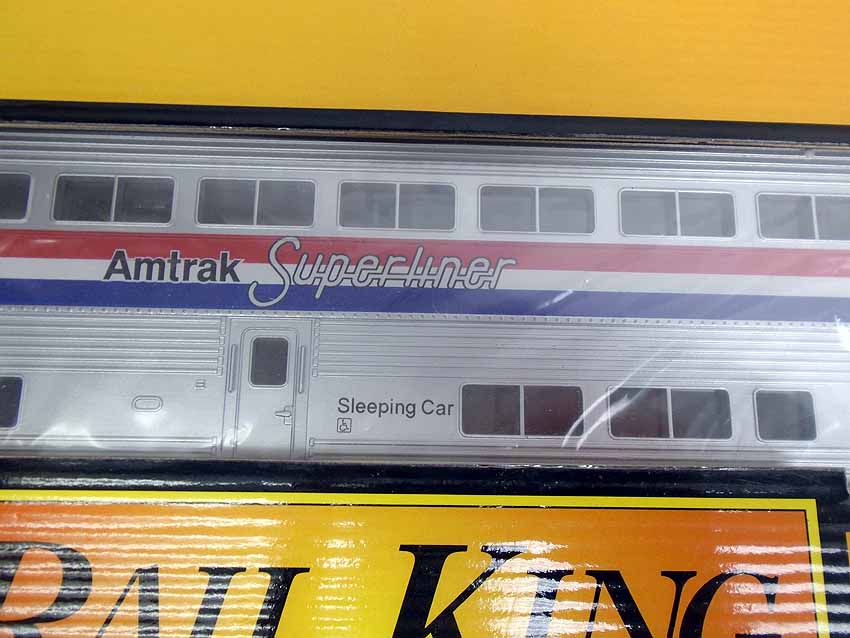 Amtrak Superliner
Sleeping Car
RAIL KING